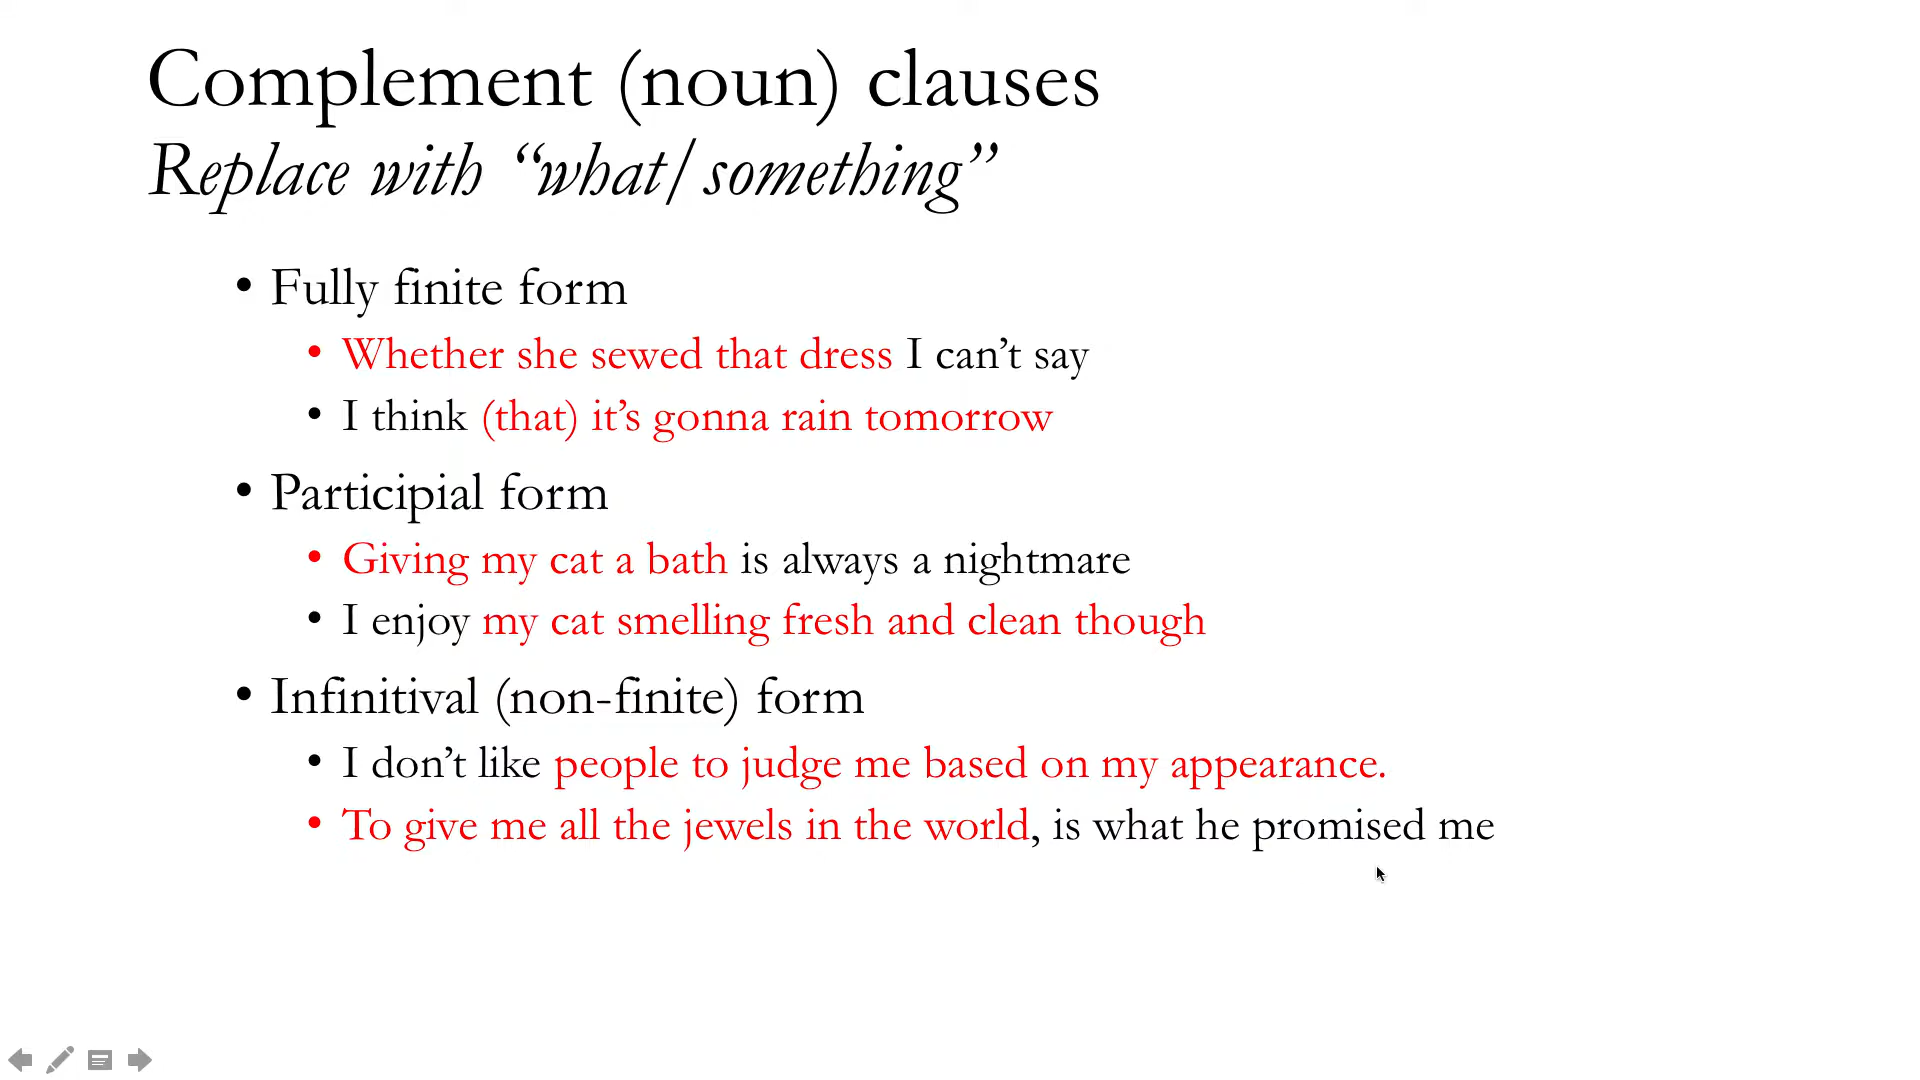 Complement (noun) clauses
Replace with “what/something”
• Fully finite form
• Whether she sewed that dress I can’t say
• I think (that) it’s gonna rain tomorrow
• Participial form
• Giving my cat a bath is always a nightmare
• I enjoy my cat smelling fresh and clean though
• Infinitival (non-finite) form
• I don’t like people to judge me based on my appearance.
• To give me all the jewels in the world, is what he promised me